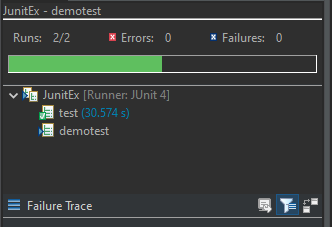 JunitEx - demotest
Runs: 2/2 Errors: 0 Failures: 0
JunitEx [Runner: JUnit 4]
test (30.574 s)
demotest
Failure Trace